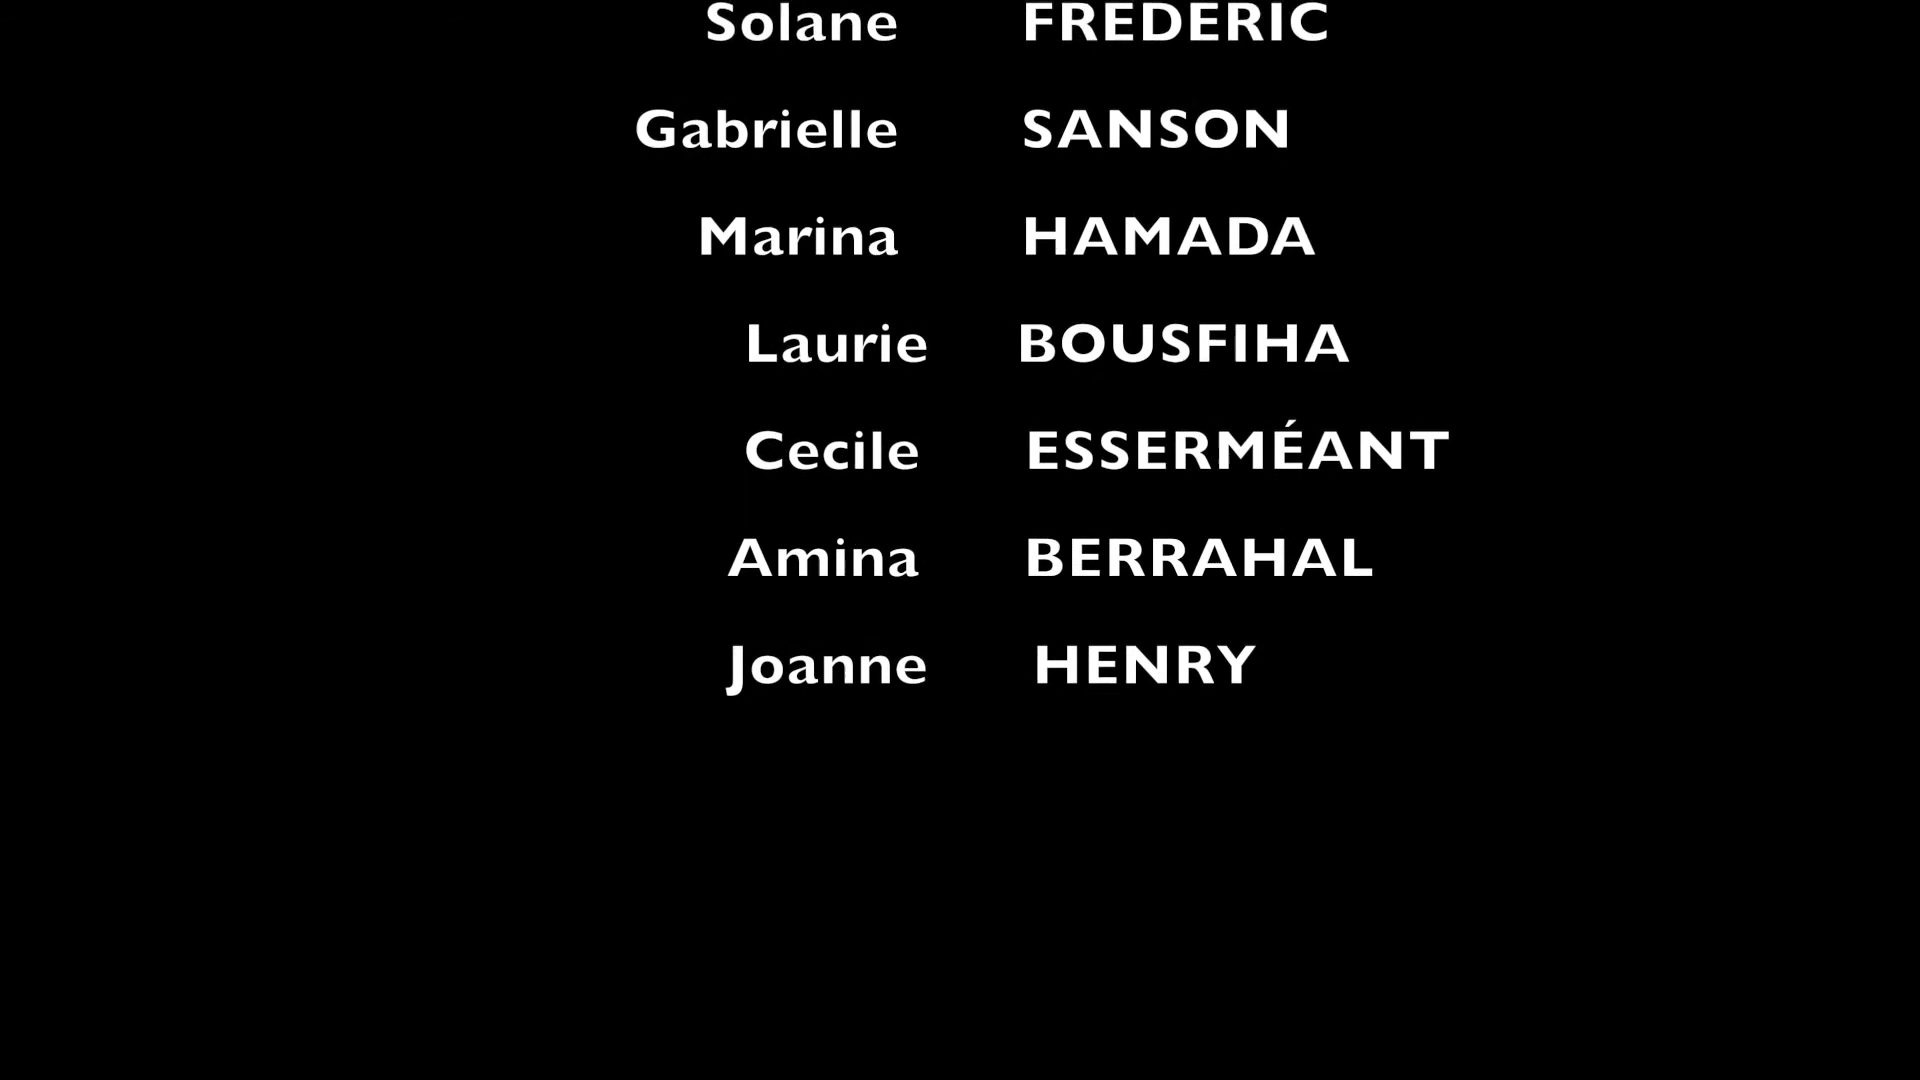 Solane FREDERIC
Gabrielle SANSON
Marina HAMADA
Laurie BOUSFIHA
Cecile ESSERMÉANT
Amina BERRAHAL
Joanne HENRY